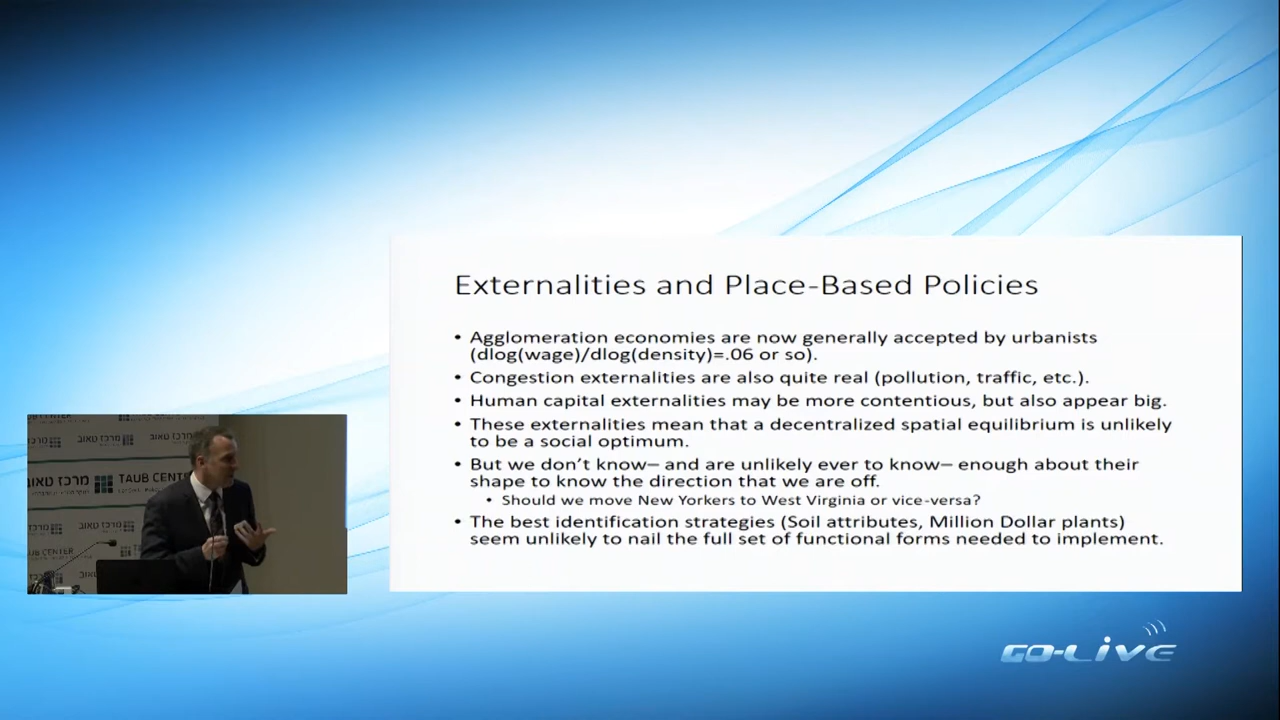 Externalities and Place-Based Policies
• Agglomeration economies are now generally accepted by urbanists
(dlog(wage)/dlog(density)=.06 or so).
• Congestion externalities are also quite real (pollution, traffic, etc.).
• Human capital externalities may be more contentious, but also appear big.
• These externalities mean that a decentralized spatial equilibrium is unlikely
to be a social optimum.
• But we don’t know– and are unlikely ever to know– enough about their
shape to know the direction that we are off.
• Should we move New Yorkers to West Virginia or vice-versa?
• The best identification strategies (Soil attributes, Million Dollar plants)
seem unlikely to nail the full set of functional forms needed to implement.
מרכז טאוב
מרכז טאוב
TAUB CENTER
מרכז טאוב
TAUB CENTER
GO-LIVE